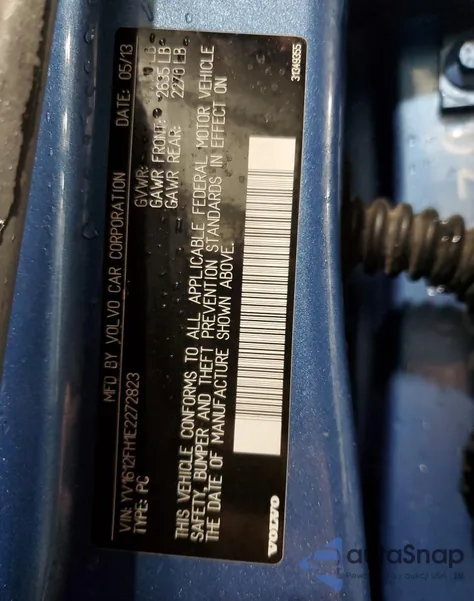 MFD BY VOLVO CAR CORPORATION DATE: 05/13
VIN: YV1612FH1E2272823 GVWR: LB
TYPE: PC GAWR FRONT: 2635 LB
GAWR REAR: 2270 LB
THIS VEHICLE CONFORMS TO ALL APPLICABLE FEDERAL MOTOR VEHICLE
SAFETY, BUMPER AND THEFT PREVENTION STANDARDS IN EFFECT ON
THE DATE OF MANUFACTURE SHOWN ABOVE.
VOLVO 31349355
autoSnap